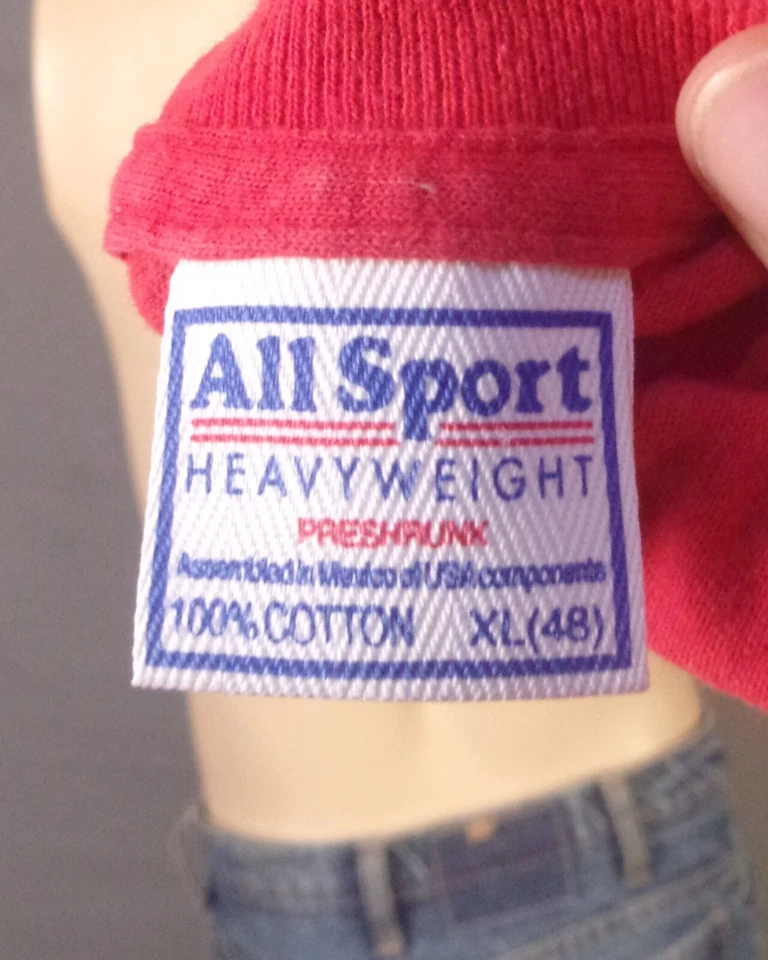 All Sport
HEAVYWEIGHT
PRESHRUNK
Assembled in Mexico of USA components
100% COTTON XL(48)